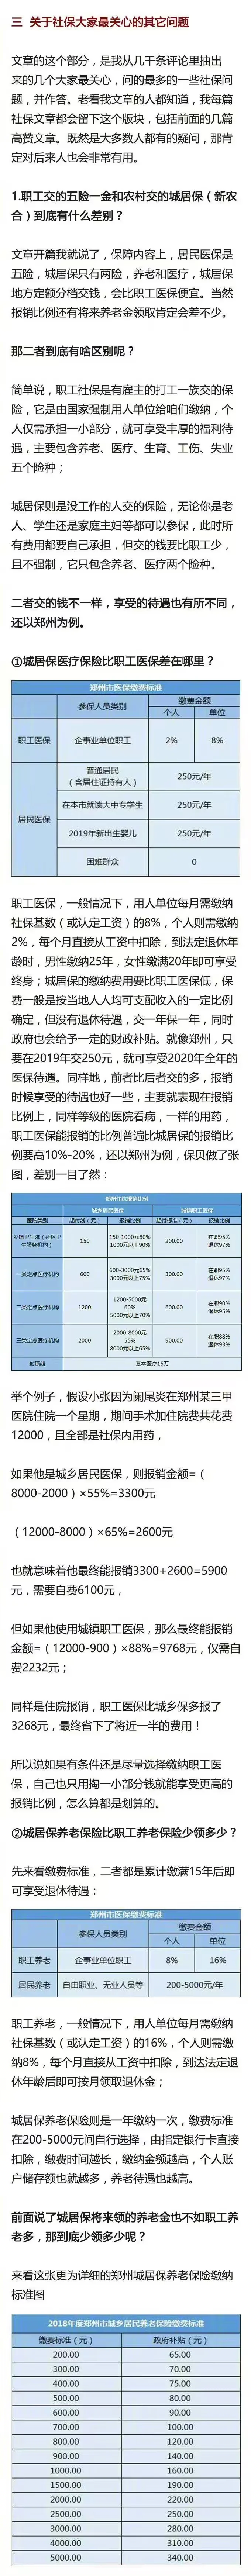 三 关于社保大家最关心的其它问题
文章的这个部分，是我从几千条评论里抽出
来的几个大家最关心，问的最多的一些社保问
题，并作答。老看我文章的人都知道，我每篇
社保文章都会留下这个版块，包括前面的几篇
高赞文章。既然是大多数人都有的疑问，那肯
定对后来人也会非常有用。
1.职工交的五险一金和农村交的城居保（新农
合）到底有什么差别？
文章开篇我就说了，保障内容上，居民医保是
五险，城居保只有两险，养老和医疗，城居保
地方定额分档交钱，会比职工医保便宜。当然
报销比例还有将来养老金领取肯定会差不少。
那二者到底有啥区别呢？
简单说，职工社保是有雇主的打工一族交的保
险，它是由国家强制用人单位给咱们缴纳，个
人仅需承担一小部分，就可享受丰厚的福利待
遇，主要包含养老、医疗、生育、工伤、失业
五个险种；
城居保则是没工作的人交的保险，无论你是老
人、学生还是家庭主妇等都可以参保，此时所
有费用都要自己承担，但交的钱要比职工少，
且不强制，它只包含养老、医疗两个险种。
二者交的钱不一样，享受的待遇也有所不同，
还以郑州为例。
①城居保医疗保险比职工医保差在哪里？
郑州市医保缴费标准
参保人员类别 缴费金额
个人 单位
职工医保 企事业单位职工 2% 8%
居民医保 普通居民
（含居住证持有人） 250元/年
在本市就读大中专学生 250元/年
2019年新出生婴儿 250元/年
困难群众 0
职工医保，一般情况下，用人单位每月需缴纳
社保基数（或认定工资）的8%，个人则需缴纳
2%，每个月直接从工资中扣除，到法定退休年
龄时，男性缴纳25年，女性缴满20年即可享受
终身；城居保的缴纳费用要比职工医保低，保
费一般是按当地人人均可支配收入的一定比例
确定，但没有退休待遇，交一年保一年，同时
政府也会给予一定的财政补贴。就像郑州，只
要在2019年交250元，就可享受2020年全年的
医保待遇。同样地，前者比后者交的多，报销
时候享受的待遇也好一些，主要就表现在报销
比例上，同样等级的医院看病，一样的用药，
职工医保能报销的比例普遍比城居保的报销比
例要高10%-20%，还以郑州为例，保贝做了张
图，差别一目了然：
郑州住院报销比例
城乡居民医保 城镇职工医保
医院类别 起付线（元） 报销比例 起付标准（元） 报销比例
乡镇卫生院（社区卫
生服务机构） 150 150-1000元80%
1000元以上90% 200.00 在职95%
退休97%
一类定点医疗机构 600 600-3000元65%
3000元以上75% 300.00 在职95%
退休97%
二类定点医疗机构 1200 1200-5000元
60%
5000元以上70% 600.00 在职90%
退休95%
三类定点医疗机构 2000 2000-8000元
55%
8000元以上65% 900.00 在职88%
退休93%
封顶线 基本医疗15万
举个例子，假设小张因为阑尾炎在郑州某三甲
医院住院一个星期，期间手术加住院费共花费
12000，且全部是社保内用药，
如果他是城乡居民医保，则报销金额=（
8000-2000）×55%=3300元
（12000-8000）×65%=2600元
也就意味着他最终能报销3300+2600=5900
元，需要自费6100元，
但如果他使用城镇职工医保，那么最终能报销
金额=（12000-900）×88%=9768元，仅需自
费2232元；
同样是住院报销，职工医保比城乡保多报了
3268元，最终省下了将近一半的费用！
所以说如果有条件还是尽量选择缴纳职工医
保，自己也只用掏一小部分钱就能享受更高的
报销比例，怎么算都是划算的。
②城居保养老保险比职工养老保险少领多少？
先来看缴费标准，二者都是累计缴满15年后即
可享受退休待遇：
郑州市医保缴费标准
参保人员类别 缴费金额
个人 单位
职工养老 企事业单位职工 8% 16%
居民养老 自由职业、无业人员等 200-5000元/年
职工养老，一般情况下，用人单位每月需缴纳
社保基数（或认定工资）的16%，个人则需缴
纳8%，每个月直接从工资中扣除，到达法定退
休年龄后即可按月领取退休金；
城居保养老保险则是一年缴纳一次，缴费标准
在200-5000元间自行选择，由指定银行卡直接
扣除，缴费时间越长，缴纳金额越高，个人账
户储存额也就越多，养老待遇也越高。
前面说了城居保将来领的养老金也不如职工养
老多，那到底少领多少呢？
来看这张更为详细的郑州城居保养老保险缴纳
标准图
2018年度郑州市城乡居民养老保险缴费标准
缴费标准（元） 政府补贴（元）
200.00 65.00
300.00 70.00
400.00 75.00
500.00 80.00
600.00 90.00
700.00 100.00
800.00 120.00
900.00 140.00
1000.00 160.00
1500.00 190.00
2000.00 220.00
2500.00 250.00
3000.00 280.00
4000.00 310.00
5000.00 340.00